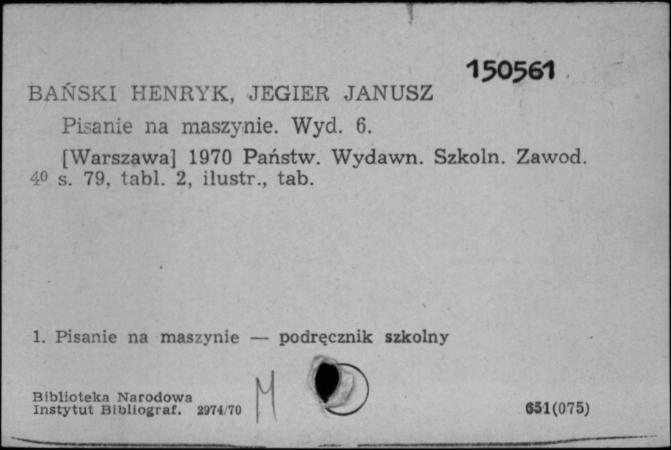 150561
BAŃSKI HENRYK, JEGIER JANUSZ
Pisanie na maszynie. Wyd. 6.
[Warszawa] 1970 Państw. Wydawn. Szkoln. Zawod.
4⁰ s. 79, tabl. 2, ilustr., tab.
1. Pisanie na maszynie — podręcznik szkolny
Biblioteka Narodowa
Instytut Bibliograf. 2974/70 M 651(075)